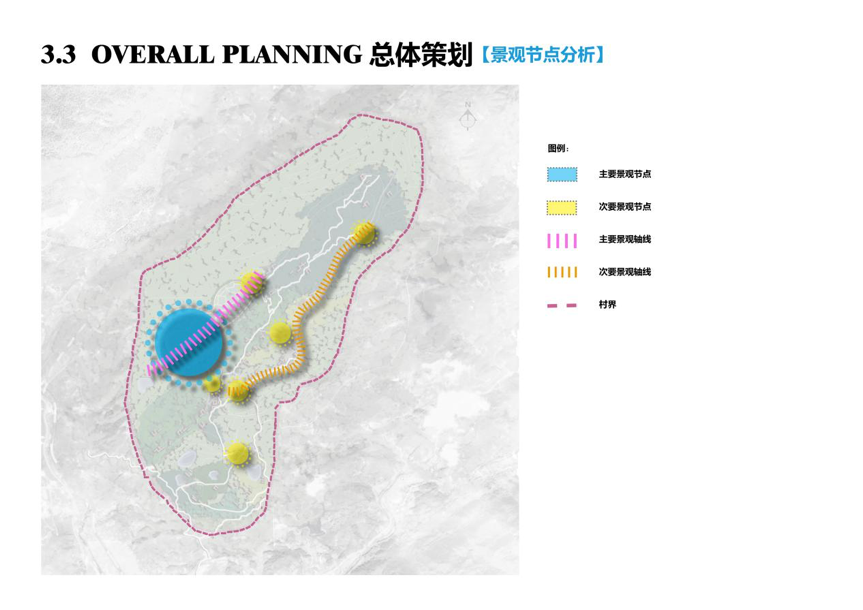 3.3 OVERALL PLANNING 总体策划【景观节点分析】
N
图例：
主要景观节点
次要景观节点
主要景观轴线
次要景观轴线
村界